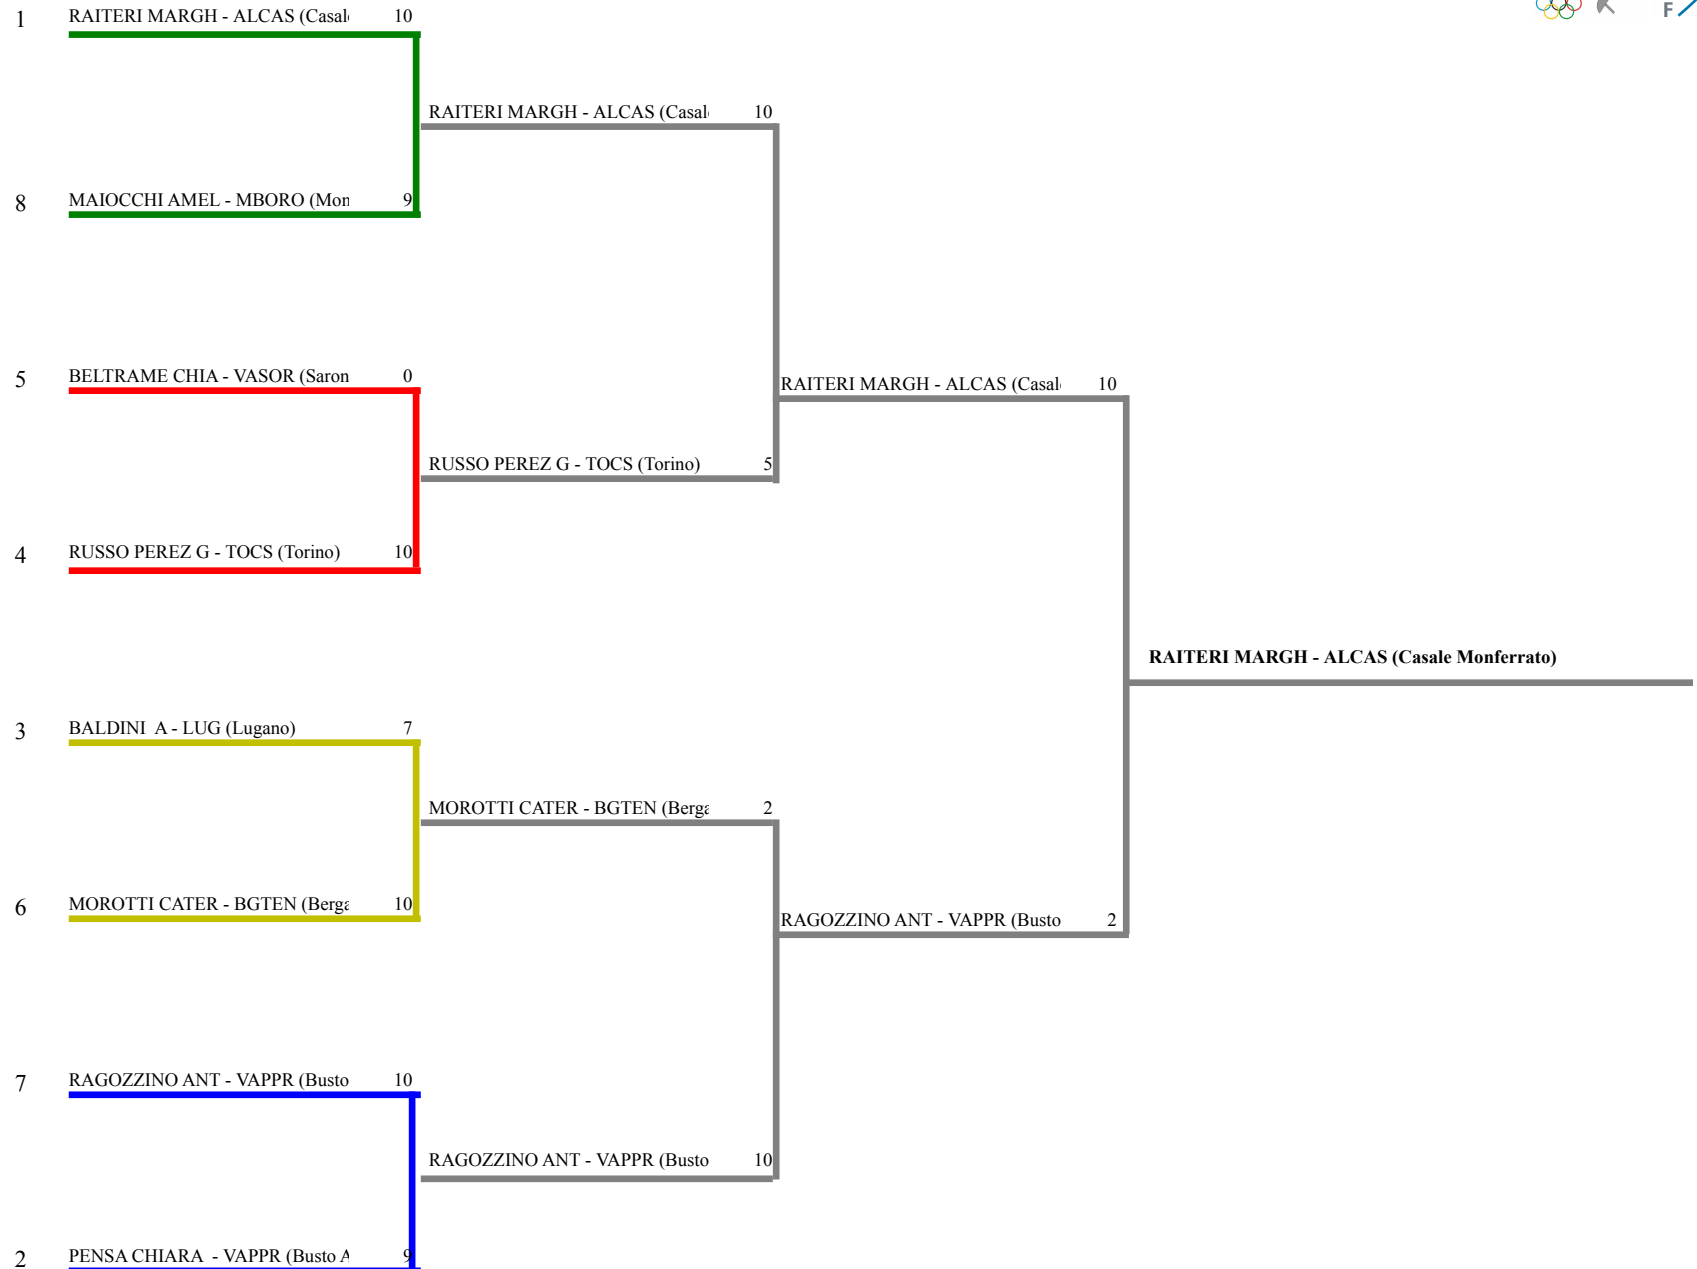 1 RAITERI MARGH - ALCAS (Casal 10
F
RAITERI MARGH - ALCAS (Casal 10
8 MAIOCCHI AMEL - MBORO (Mon 9
5 BELTRAME CHIA - VASOR (Saron 0
RAITERI MARGH - ALCAS (Casal 10
RUSSO PEREZ G - TOCS (Torino) 5
4 RUSSO PEREZ G - TOCS (Torino) 10
RAITERI MARGH - ALCAS (Casale Monferrato)
3 BALDINI A - LUG (Lugano) 7
MOROTTI CATER - BGTEN (Berga 2
6 MOROTTI CATER - BGTEN (Berga 10
RAGOZZINO ANT - VAPPR (Busto 2
7 RAGOZZINO ANT - VAPPR (Busto 10
RAGOZZINO ANT - VAPPR (Busto 10
2 PENSA CHIARA - VAPPR (Busto A 9